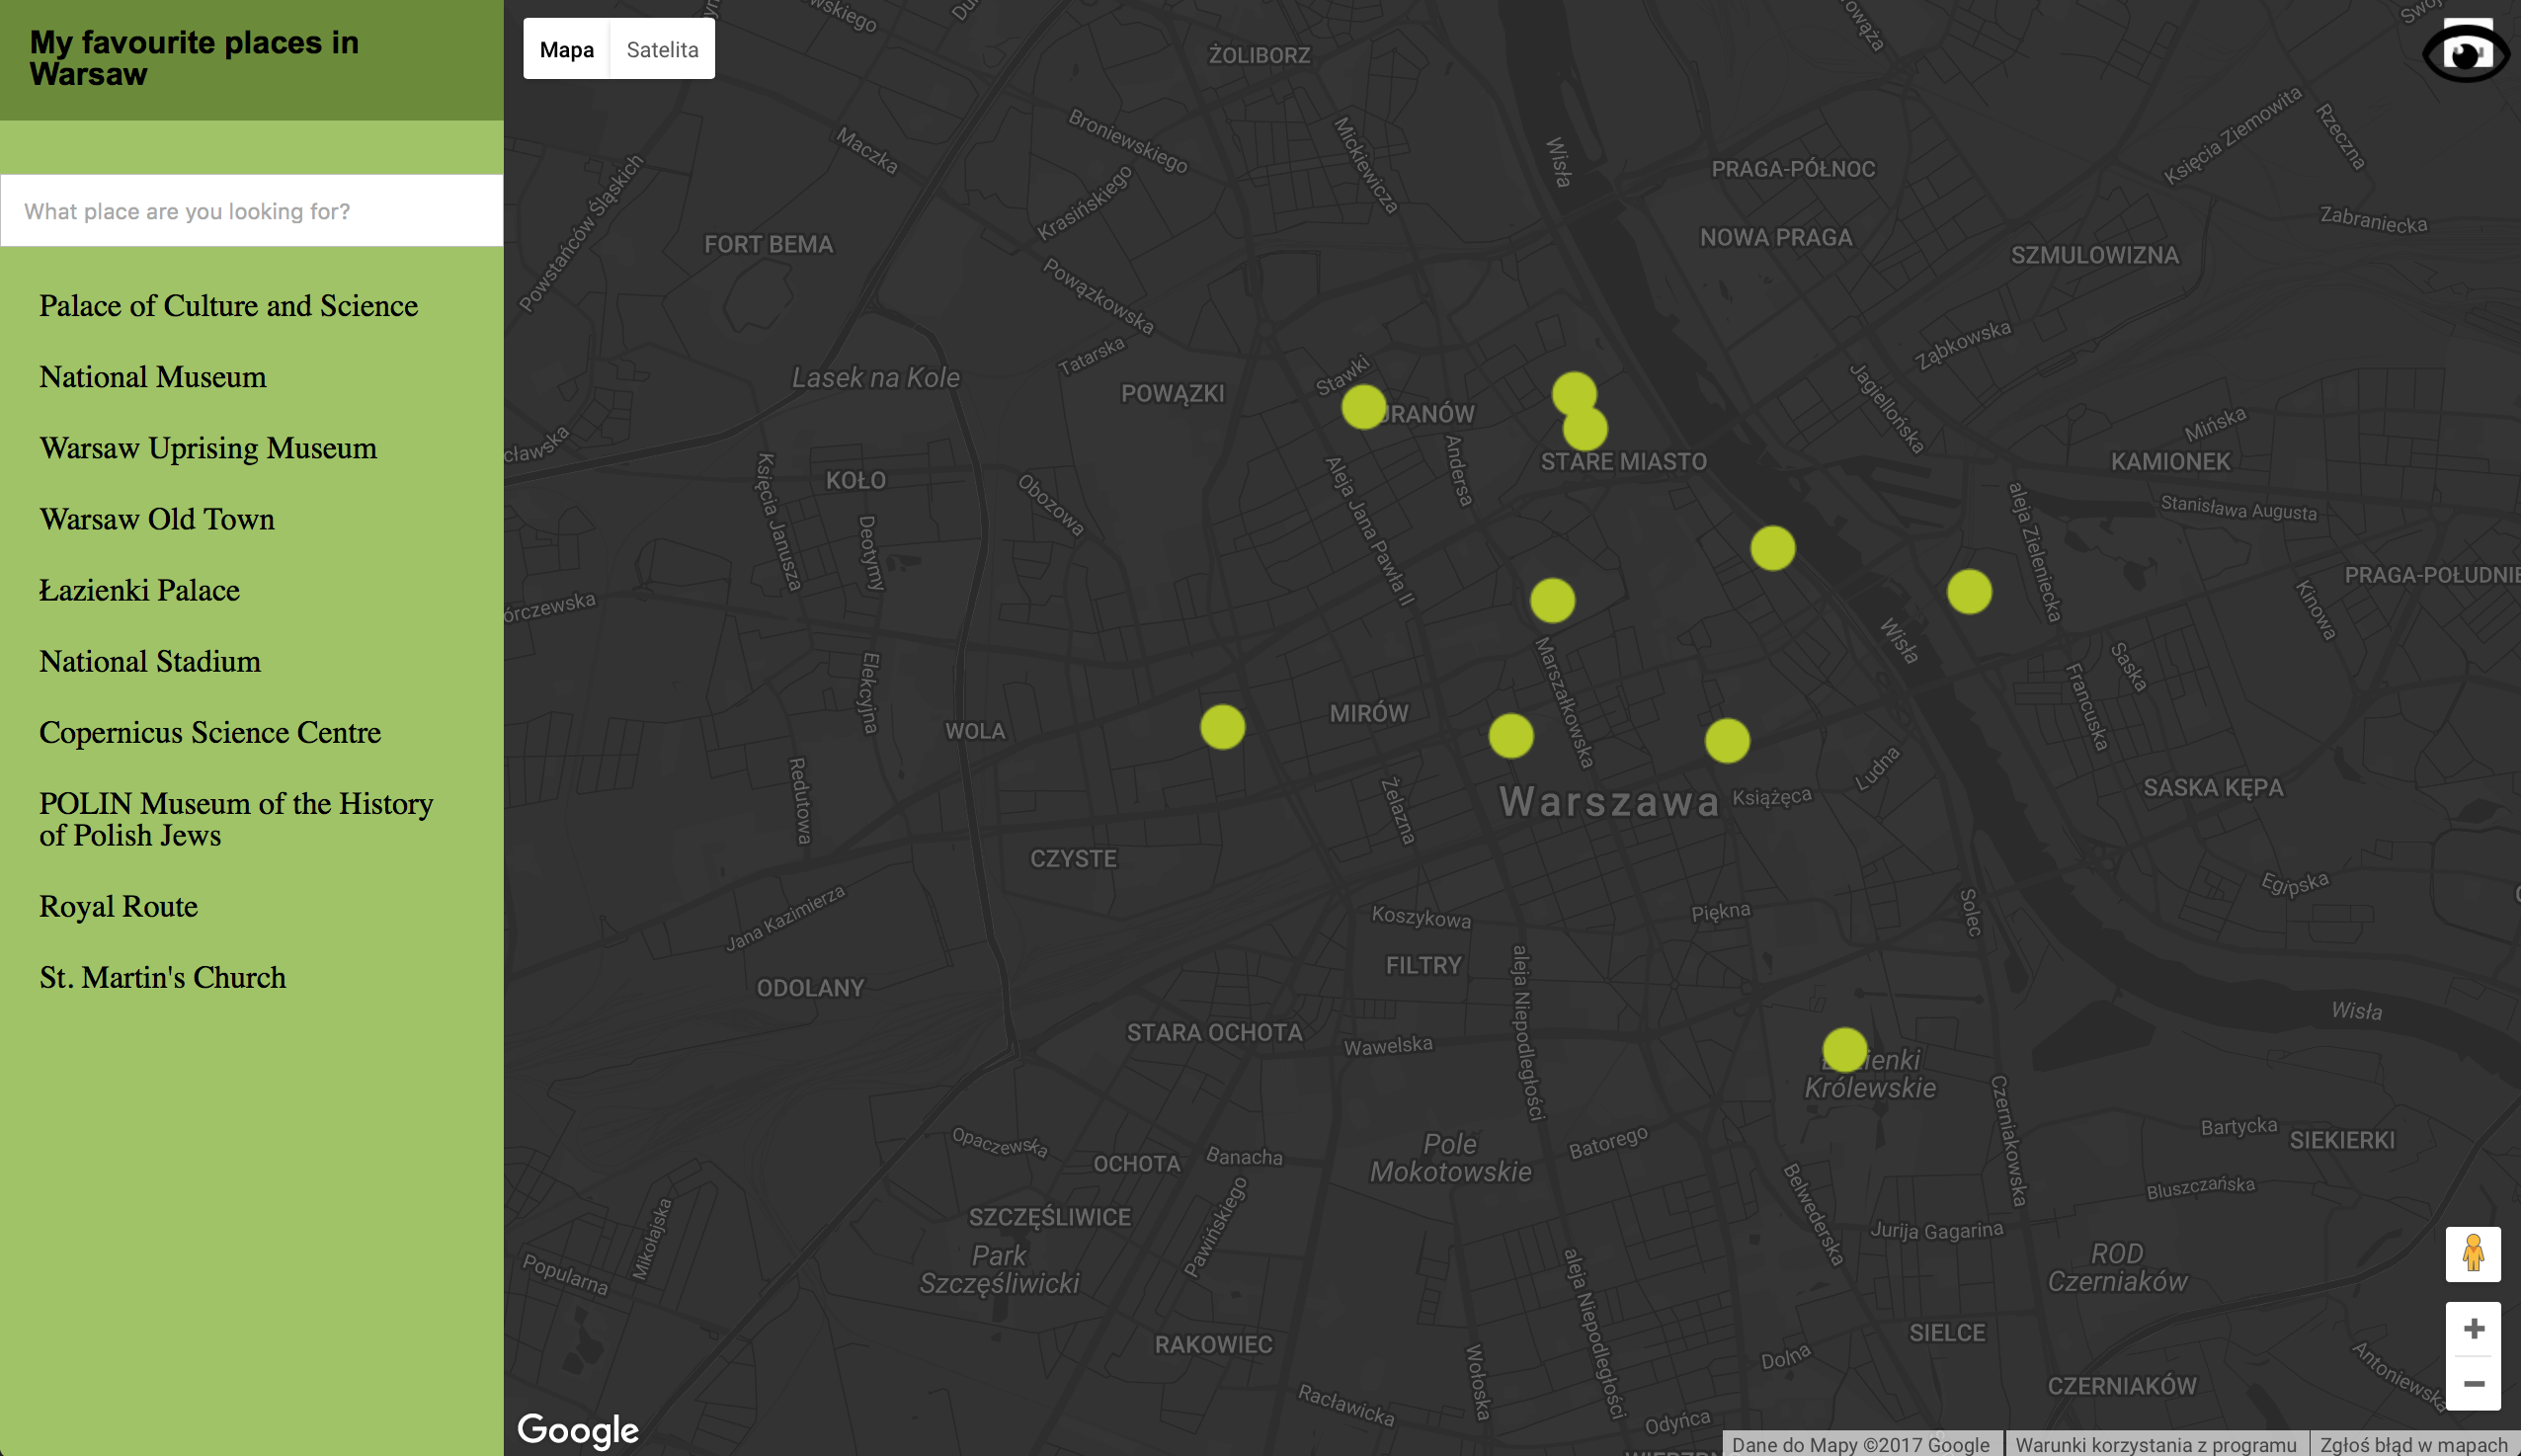 My favourite places in
Warsaw
What place are you looking for?
Palace of Culture and Science
National Museum
Warsaw Uprising Museum
Warsaw Old Town
Łazienki Palace
National Stadium
Copernicus Science Centre
POLIN Museum of the History
of Polish Jews
Royal Route
St. Martin's Church
Mapa
Satelita
ŻOLIBORZ
Broniewskiego
Maczka
Mickiewicza
Wisła
PRAGA-PÓŁNOC
Księcia Ziemowita
Rzeczna
Powstańców Śląskich
Krasińskiego
FORT BEMA
NOWA PRAGA
SZMULOWIZNA
Zabraniecka
Powązkowska
Tatarska
Lasek na Kole
POWĄZKI
Stawki
Ząbkowska
Jagiellońska
Mińska
STARE MIASTO
KAMIONEK
Andersa
KOŁO
Księcia Janusza
Obozowa
Deotymy
Aleja Jana Pawła II
aleja Zieleniecka
Stanisława Augusta
PRAGA-POŁUDNIE
Kinowa
Wisła
Elekcyjna
Marszałkowska
Saska
Francuska
WOLA
MIRÓW
Redutowa
Żelazna
Warszawa
Książęca
Ludna
SASKA KĘPA
CZYSTE
Egipska
Jana Kazimierza
Koszykowa
Piękna
Solec
FILTRY
ODOLANY
aleja Niepodległości
Wisła
STARA OCHOTA
Wawelska
Królewskie
Czerniakowska
Opaczewska
OCHOTA
Banacha
Pole
Mokotowskie
Batorego
Bartycka
SIEKIERKI
Belwederska
Bluszczańska
SZCZĘŚLIWICE
Pawińskiego
Mikołajska
Jurija Gagarina
Park
Szczęśliwicki
ROD
Czerniaków
Popularna
aleja Niepodległości
RAKOWIEC
SIELCE
Wołoska
Dolna
Antoniewska
Racławicka
CZERNIAKÓW
Odyńca
Google
Dane do Mapy ©2017 Google
Warunki korzystania z programu
Zgłoś błąd w mapach